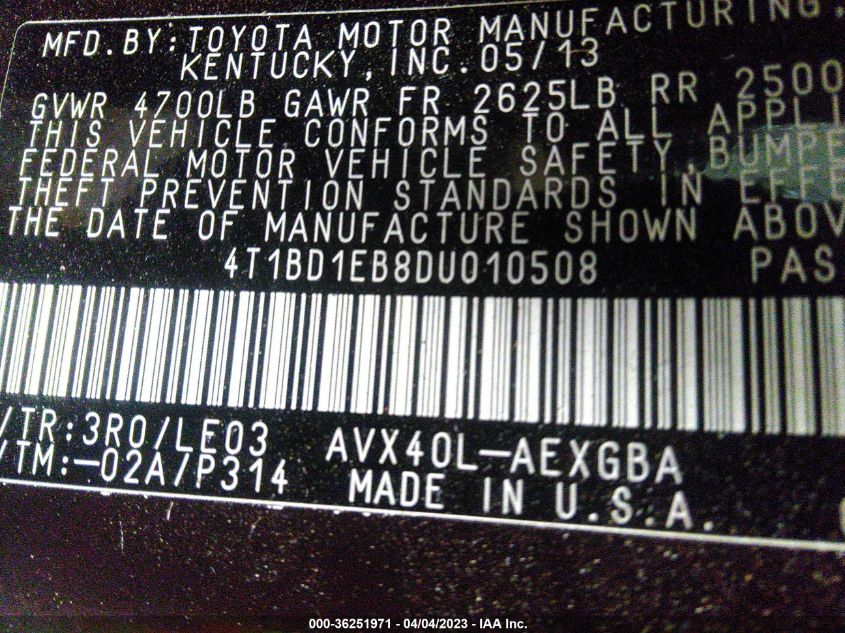 MFD.BY:TOYOTA MOTOR MANUFACTURING,
KENTUCKY,INC.05/13
GVWR 4700LB GAWR FR 2625LB RR 2500
THIS VEHICLE CONFORMS TO ALL APPLI
FEDERAL MOTOR VEHICLE SAFETY,BUMPE
THEFT PREVENTION STANDARDS IN EFFE
THE DATE OF MANUFACTURE SHOWN ABOV
4T1BD1EB8DU010508 PAS
/TR:3R0/LE03 AVX40L-AEXGBA
/TM:-02A/P314 MADE IN U.S.A.
000-36251971 - 04/04/2023 - IAA Inc.